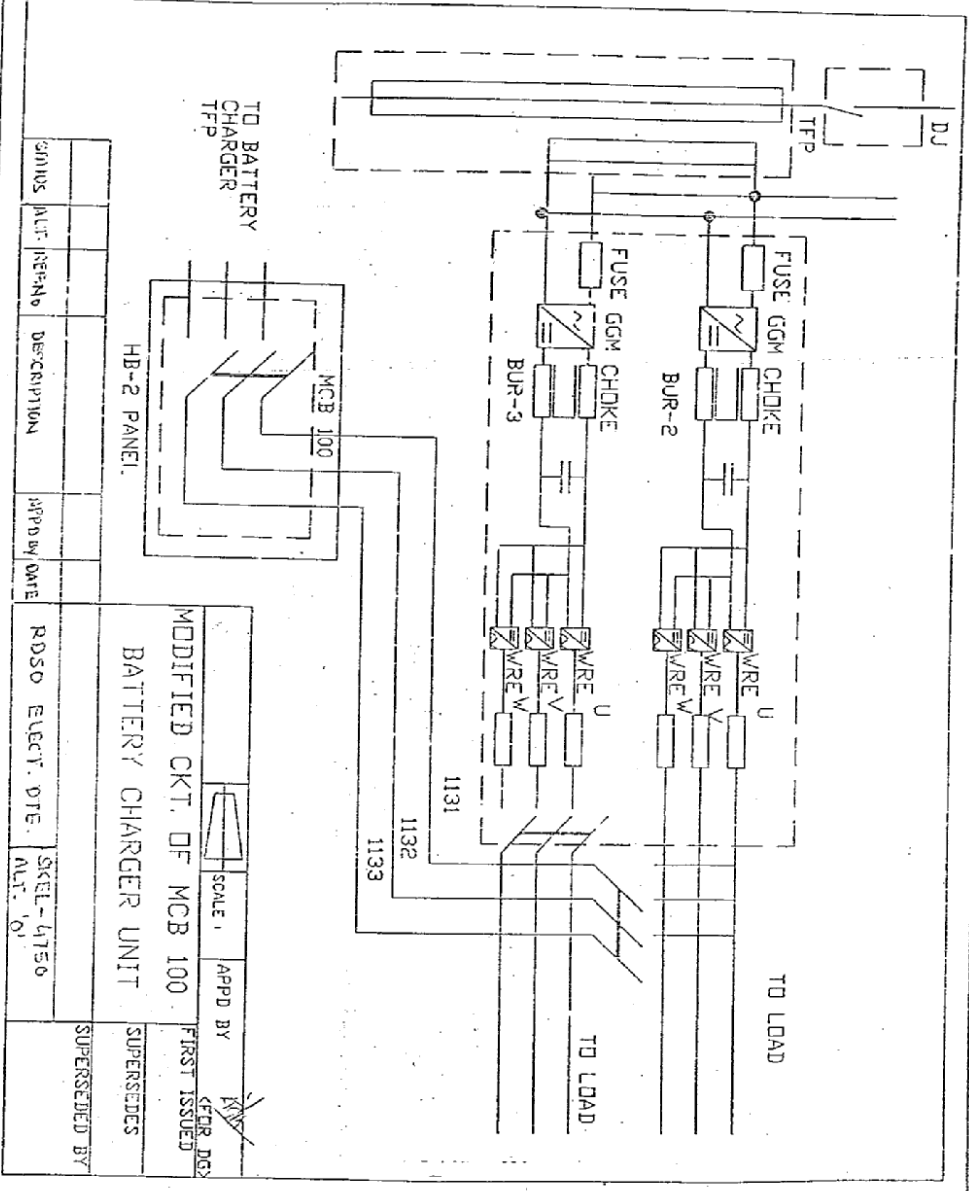 DJ
TFP
FUSE GGM CHOKE
BUR-2
WRE U
WRE V
WRE W
TO LOAD
FUSE GGM CHOKE
BUR-3
WRE U
WRE V
WRE W
TO LOAD
TO BATTERY
CHARGER
TFP
MCB 100
HB-2 PANEL
1131
1132
1133
SCALE :
APPD BY
(FOR DG)
MODIFIED CKT. OF MCB 100
BATTERY CHARGER UNIT
FIRST ISSUED
SUPERSEDES
SUPERSEDED BY
STATUS ALT. REF.NO DESCRIPTION APPD BY DATE
RDSO ELECT. DTE.
SKEL-4750
ALT. '0'